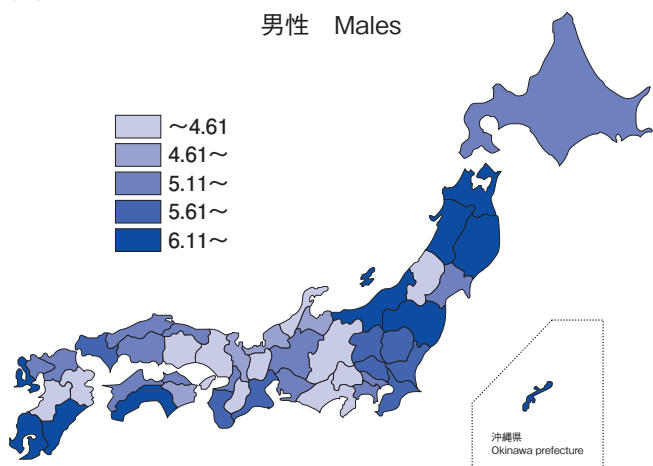 男性 Males
～4.61
4.61～
5.11～
5.61～
6.11～
沖縄県
Okinawa prefecture